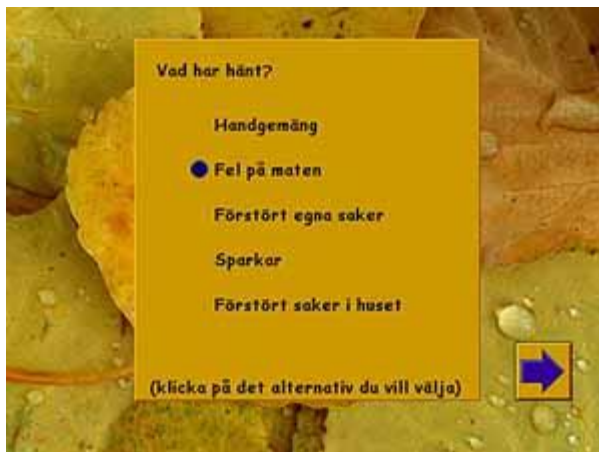 Vad har hänt?
Handgemäng
Fel på maten
Förstört egna saker
Sparkar
Förstört saker i huset
(klicka på det alternativ du vill välja)